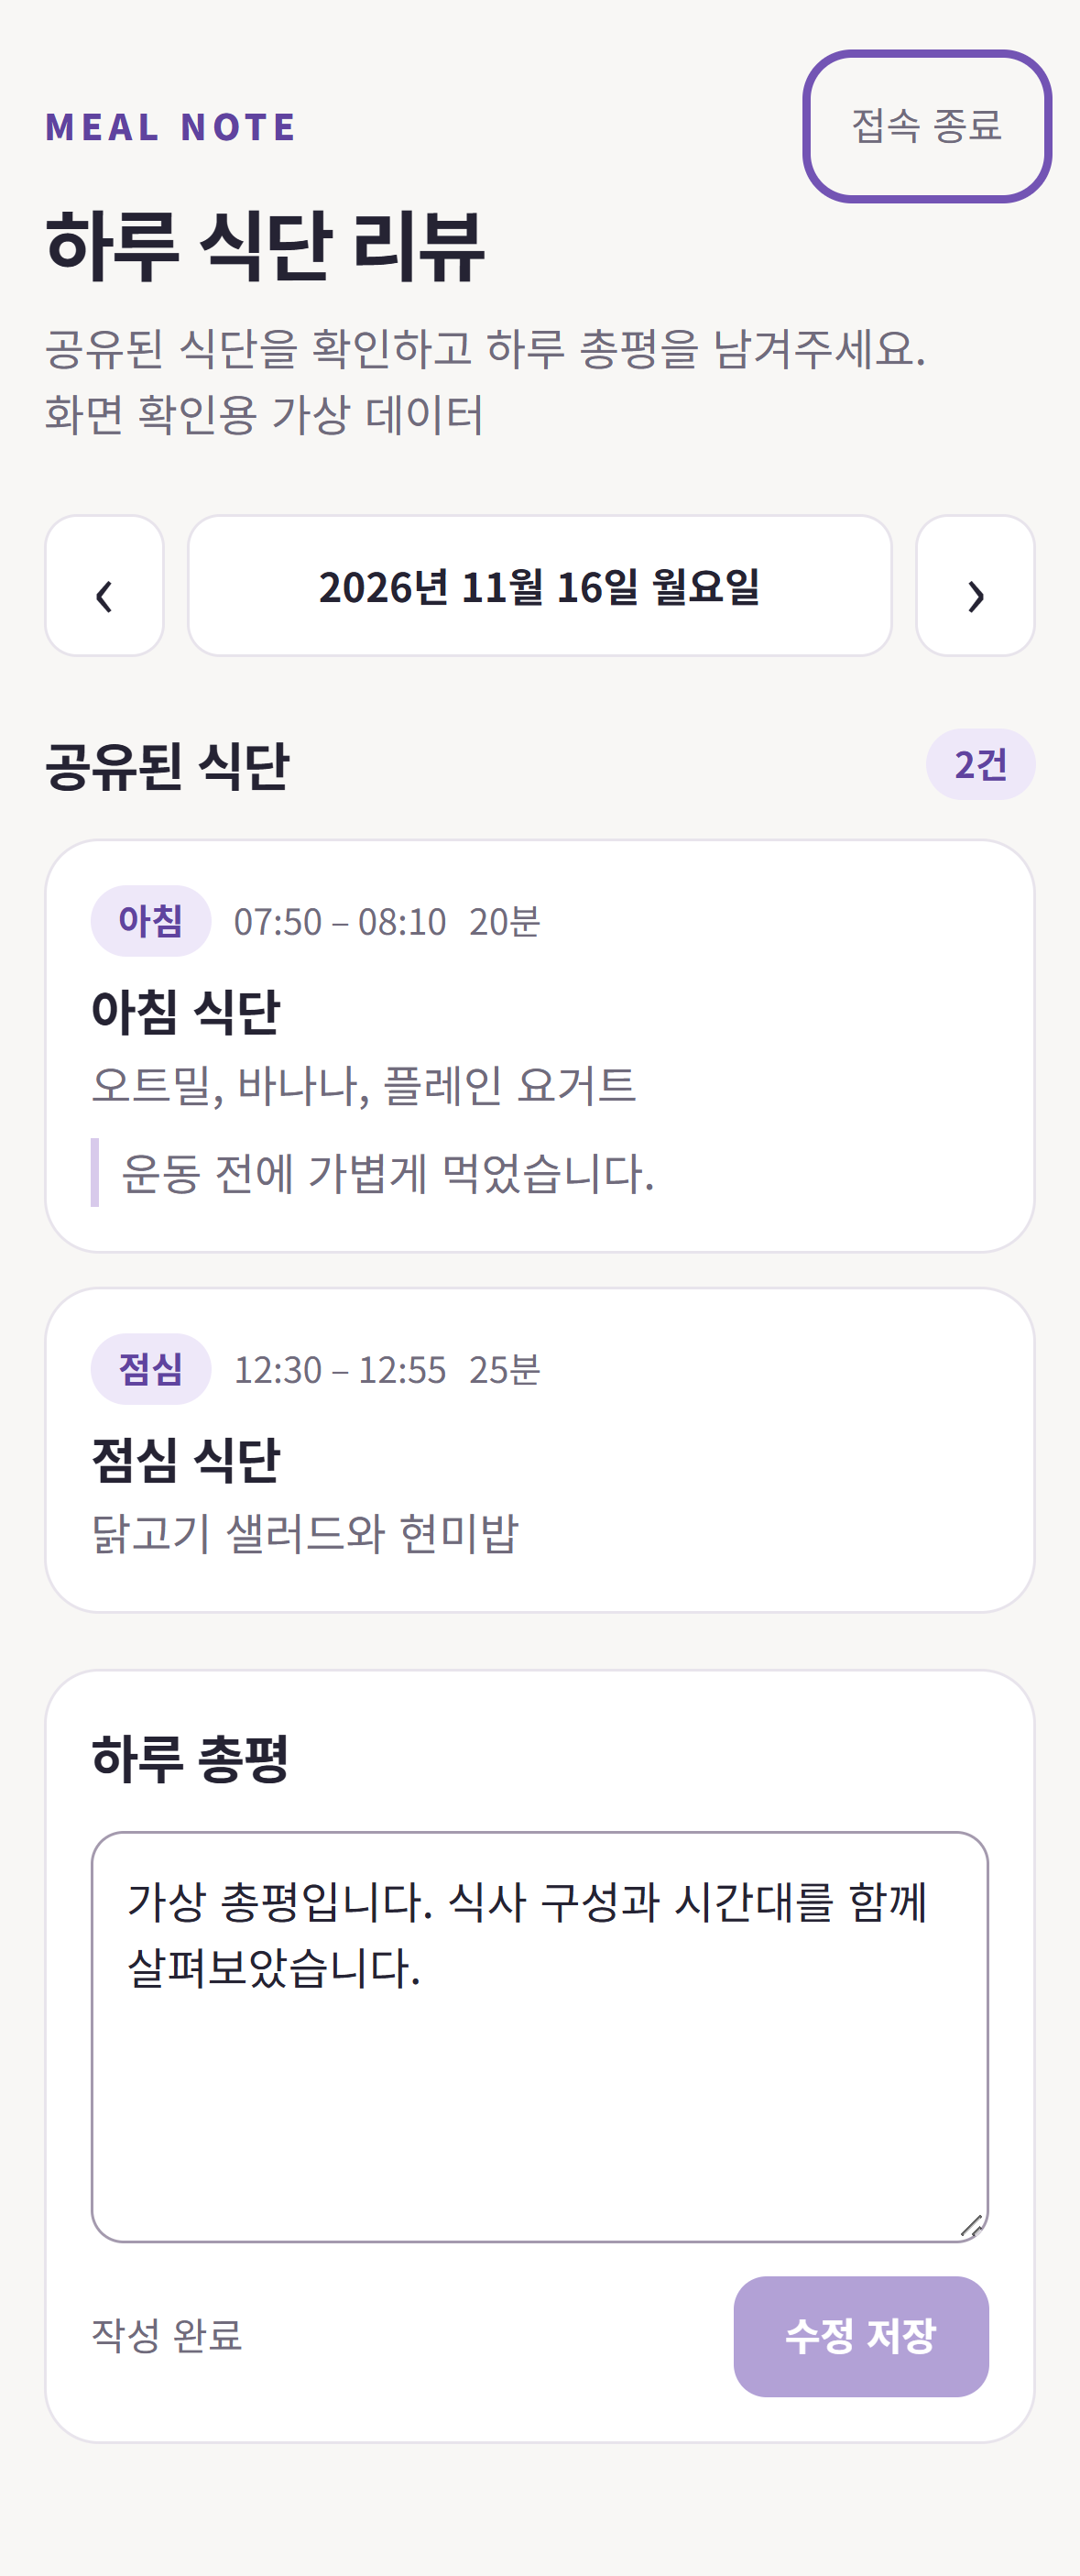 MEAL NOTE
접속 종료
하루 식단 리뷰
공유된 식단을 확인하고 하루 총평을 남겨주세요.
화면 확인용 가상 데이터
‹
2026년 11월 16일 월요일
›
공유된 식단
2건
아침 07:50 – 08:10 20분
아침 식단
오트밀, 바나나, 플레인 요거트
운동 전에 가볍게 먹었습니다.
점심 12:30 – 12:55 25분
점심 식단
닭고기 샐러드와 현미밥
하루 총평
가상 총평입니다. 식사 구성과 시간대를 함께
살펴보았습니다.
작성 완료
수정 저장